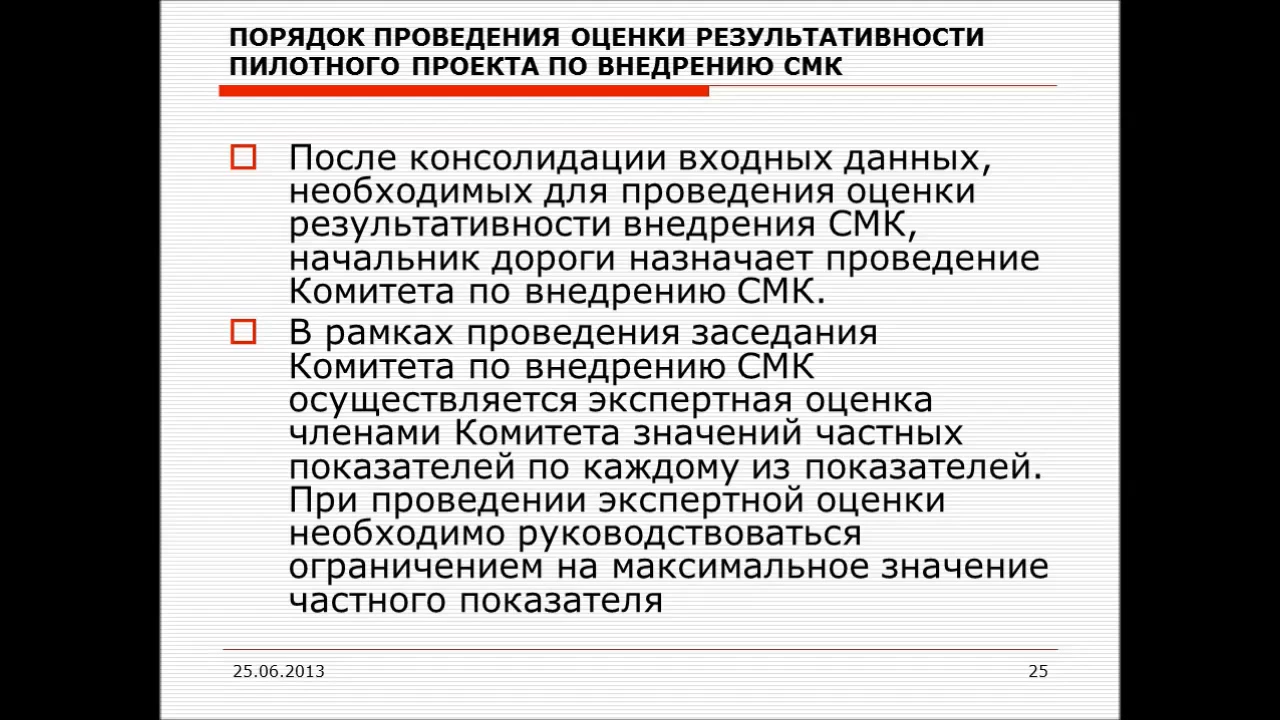 ПОРЯДОК ПРОВЕДЕНИЯ ОЦЕНКИ РЕЗУЛЬТАТИВНОСТИ
ПИЛОТНОГО ПРОЕКТА ПО ВНЕДРЕНИЮ СМК
После консолидации входных данных,
необходимых для проведения оценки
результативности внедрения СМК,
начальник дороги назначает проведение
Комитета по внедрению СМК.
В рамках проведения заседания
Комитета по внедрению СМК
осуществляется экспертная оценка
членами Комитета значений частных
показателей по каждому из показателей.
При проведении экспертной оценки
необходимо руководствоваться
ограничением на максимальное значение
частного показателя
25.06.2013
25